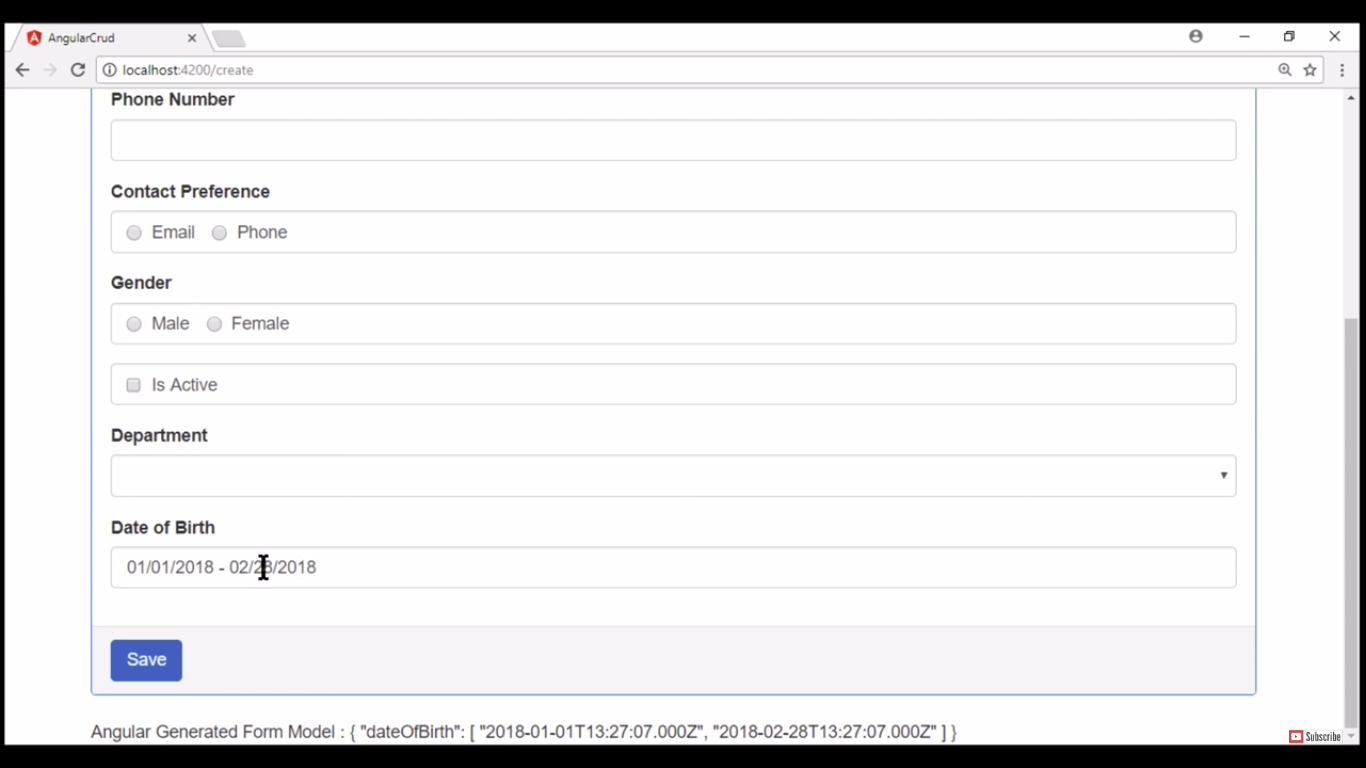 AngularCrud
localhost:4200/create
Phone Number
Contact Preference
Email Phone
Gender
Male Female
Is Active
Department
Date of Birth
01/01/2018 - 02/28/2018
Save
Angular Generated Form Model : { "dateOfBirth": [ "2018-01-01T13:27:07.000Z", "2018-02-28T13:27:07.000Z" ] }
Subscribe